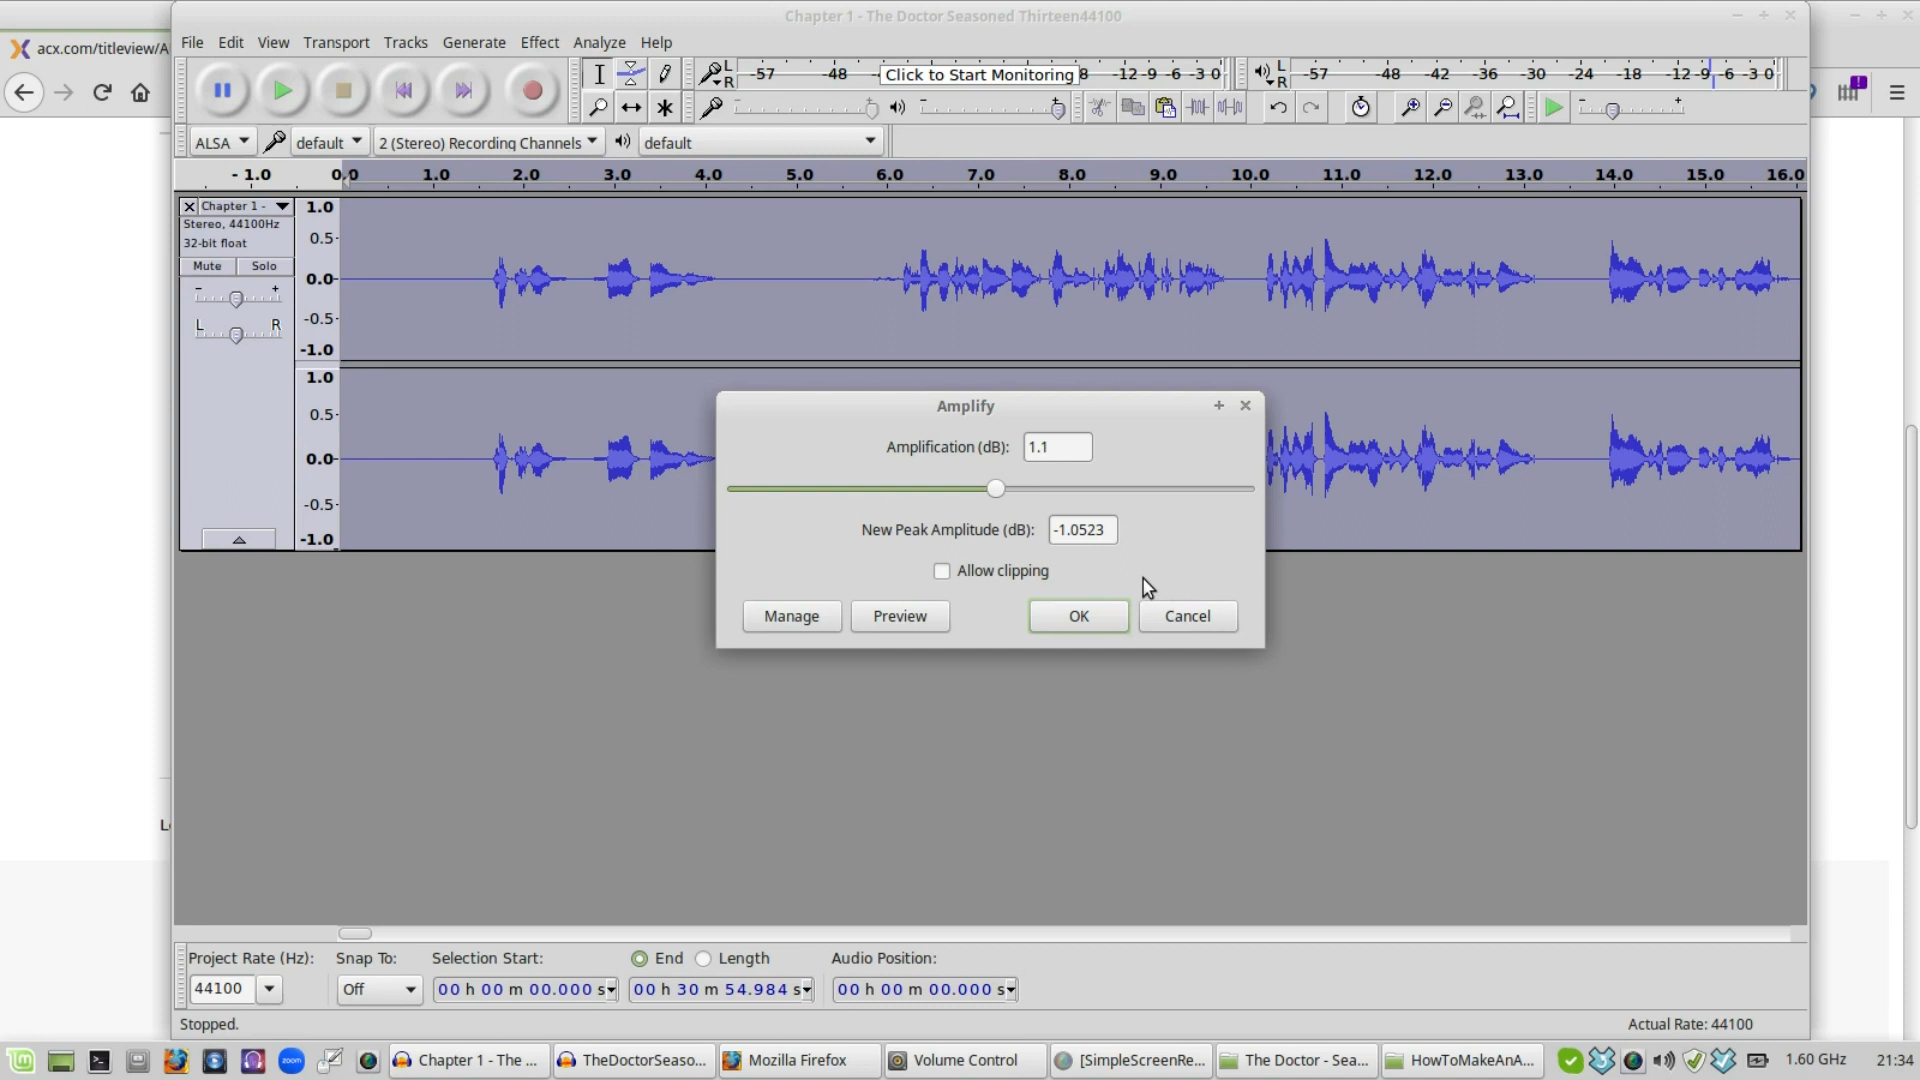 Chapter 1 - The Doctor Seasoned Thirteen44100
acx.com/titleview/A
File Edit View Transport Tracks Generate Effect Analyze Help
L
R
-57 -48 Click to Start Monitoring 8 -12 -9 -6 -3 0
L
R
-57 -48 -42 -36 -30 -24 -18 -12 -9 -6 -3 0
ALSA default 2 (Stereo) Recording Channels default
- 1.0 0.0 1.0 2.0 3.0 4.0 5.0 6.0 7.0 8.0 9.0 10.0 11.0 12.0 13.0 14.0 15.0 16.0
Chapter 1 -
Stereo, 44100Hz
32-bit float
Mute Solo
- +
L R
1.0
0.5
0.0
-0.5
-1.0
1.0
0.5
0.0
-0.5
-1.0
Amplify
Amplification (dB): 1.1
New Peak Amplitude (dB): -1.0523
Allow clipping
Manage Preview OK Cancel
Project Rate (Hz): Snap To: Selection Start: End Length Audio Position:
44100 Off 00 h 00 m 00.000 s 00 h 30 m 54.984 s 00 h 00 m 00.000 s
Stopped. Actual Rate: 44100
zoom Chapter 1 - The ... TheDoctorSeaso... Mozilla Firefox Volume Control [SimpleScreenRe... The Doctor - Sea... HowToMakeAnA... 1.60 GHz 21:34